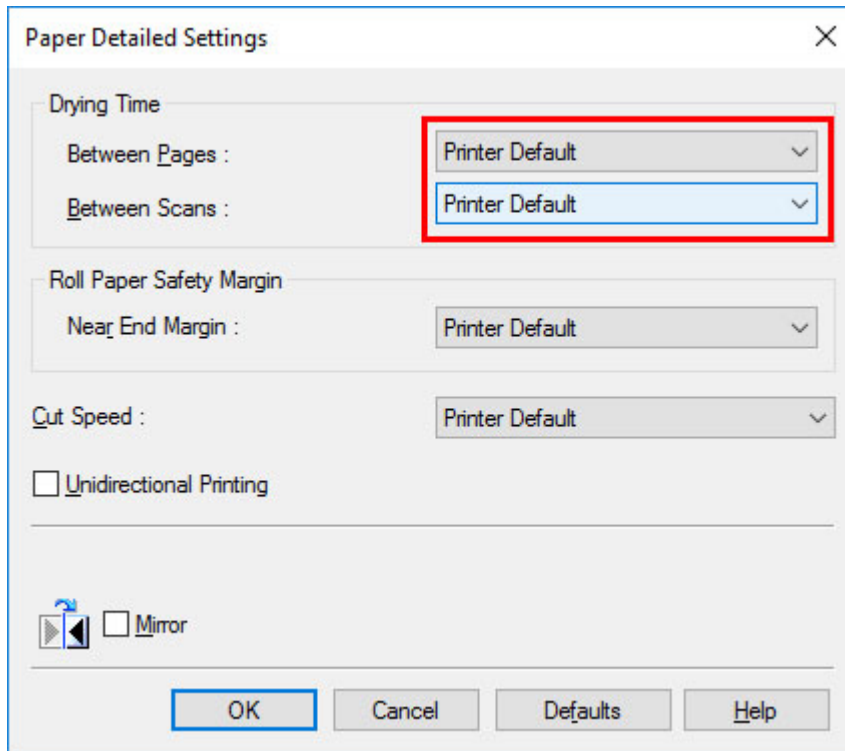 Paper Detailed Settings
Drying Time
Between Pages : Printer Default
Between Scans : Printer Default
Roll Paper Safety Margin
Near End Margin : Printer Default
Cut Speed : Printer Default
Unidirectional Printing
Mirror
OK Cancel Defaults Help